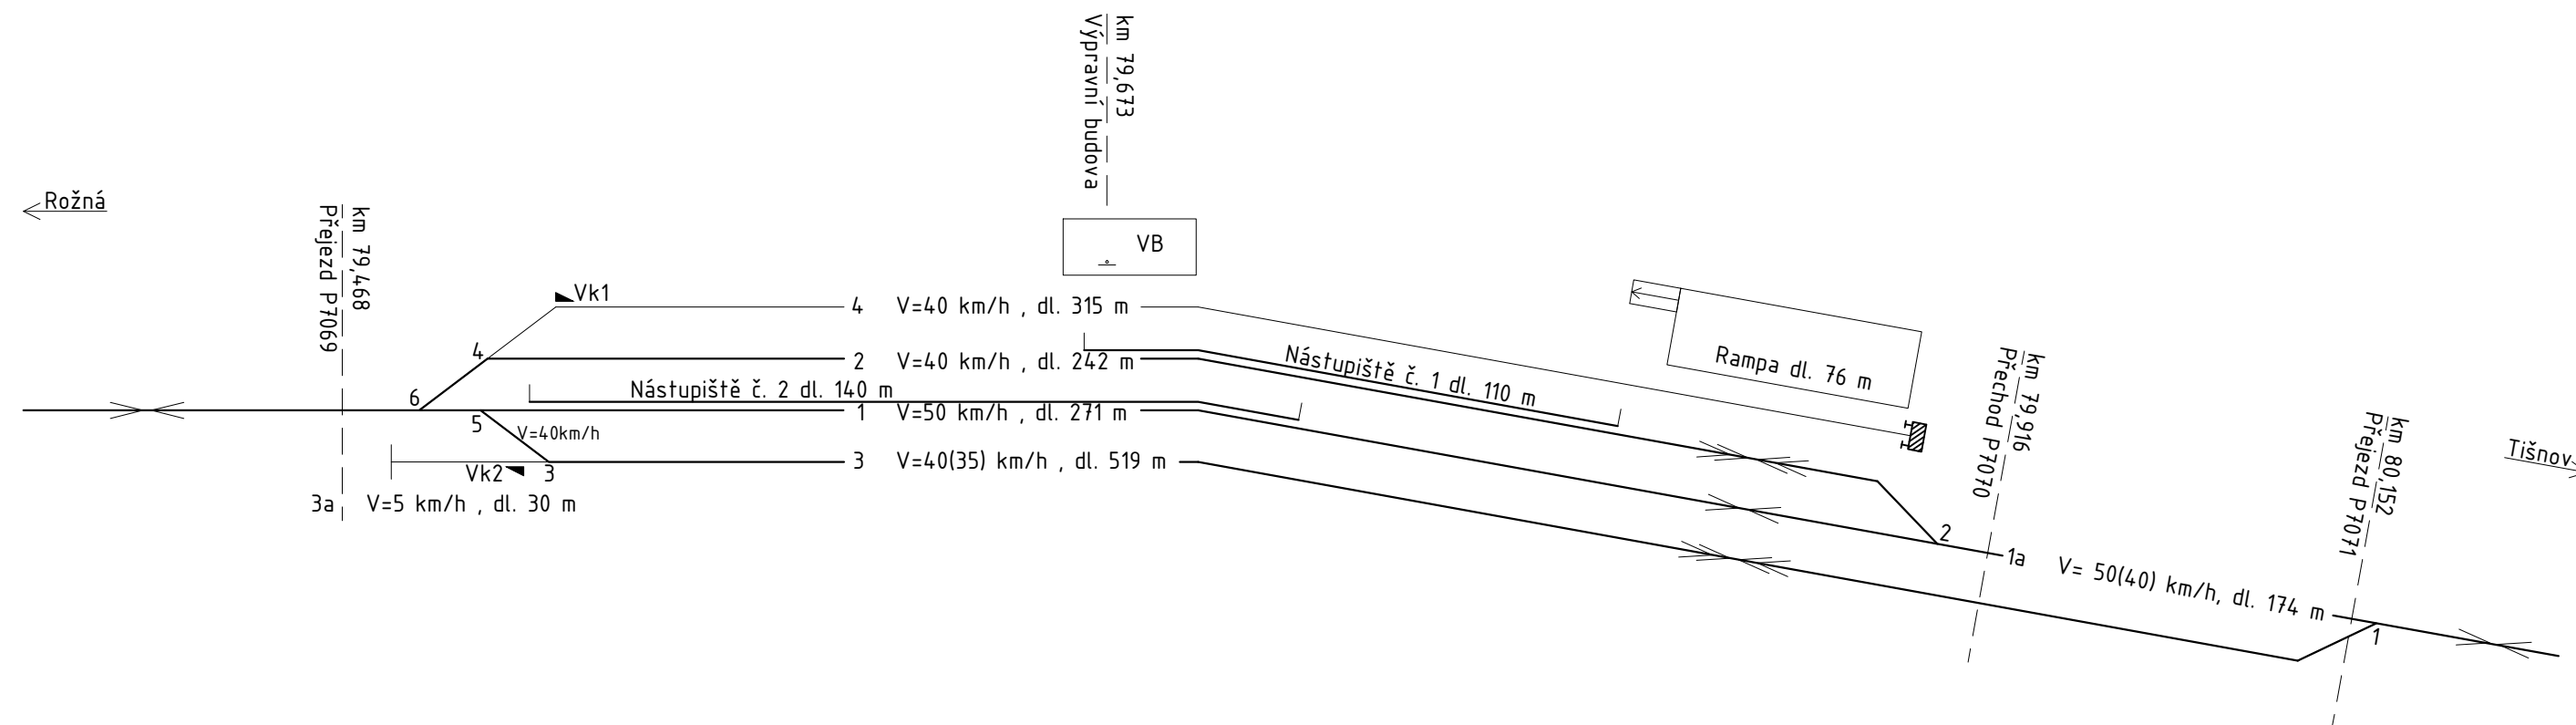 km 79,673
Výpravní budova
Rožná
km 79,468
Přejezd P7069
VB
Vk1
4 V=40 km/h , dl. 315 m
4
2 V=40 km/h , dl. 242 m
Nástupiště č. 1 dl. 110 m
Rampa dl. 76 m
km 79,916
Přechod P7070
km 80,152
Přejezd P7071
Tišnov
6
Nástupiště č. 2 dl. 140 m
1 V=50 km/h , dl. 271 m
5
V=40km/h
Vk2
3
3 V=40(35) km/h , dl. 519 m
3a V=5 km/h , dl. 30 m
2
1a V= 50(40) km/h, dl. 174 m
1